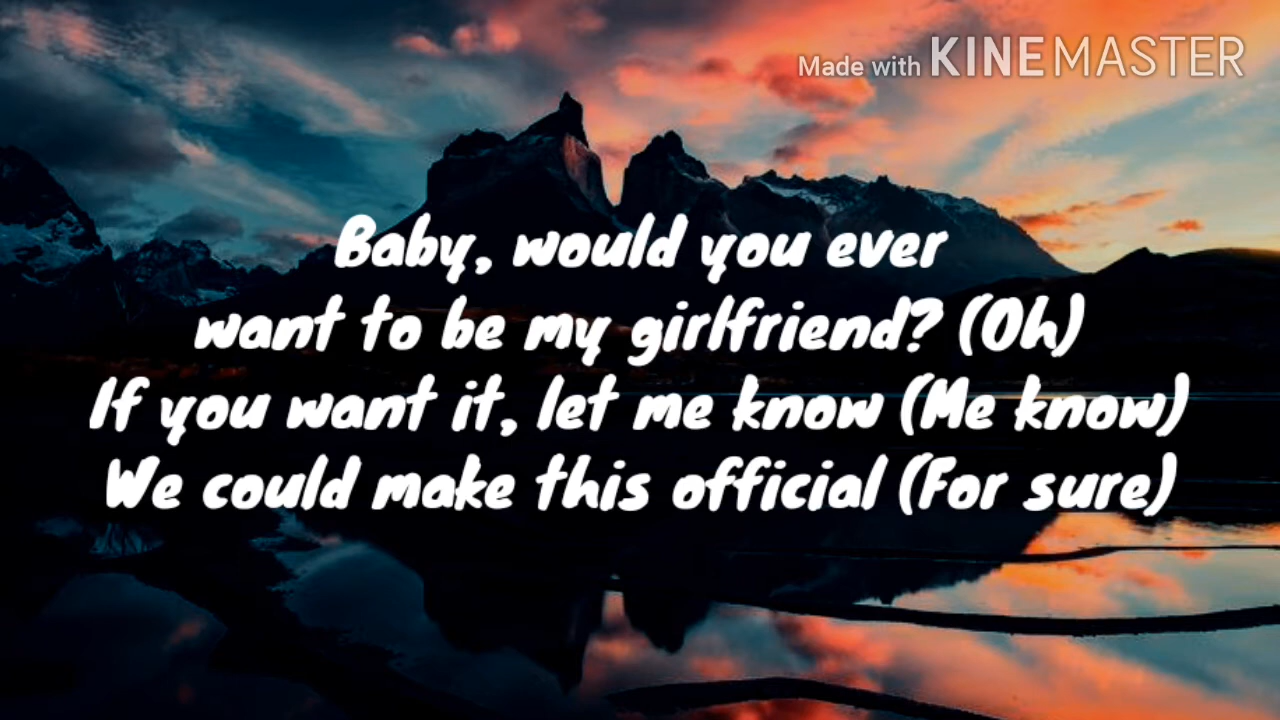 Made with KINEMASTER
Baby, would you ever
want to be my girlfriend? (Oh)
If you want it, let me know (Me know)
We could make this official (For sure)